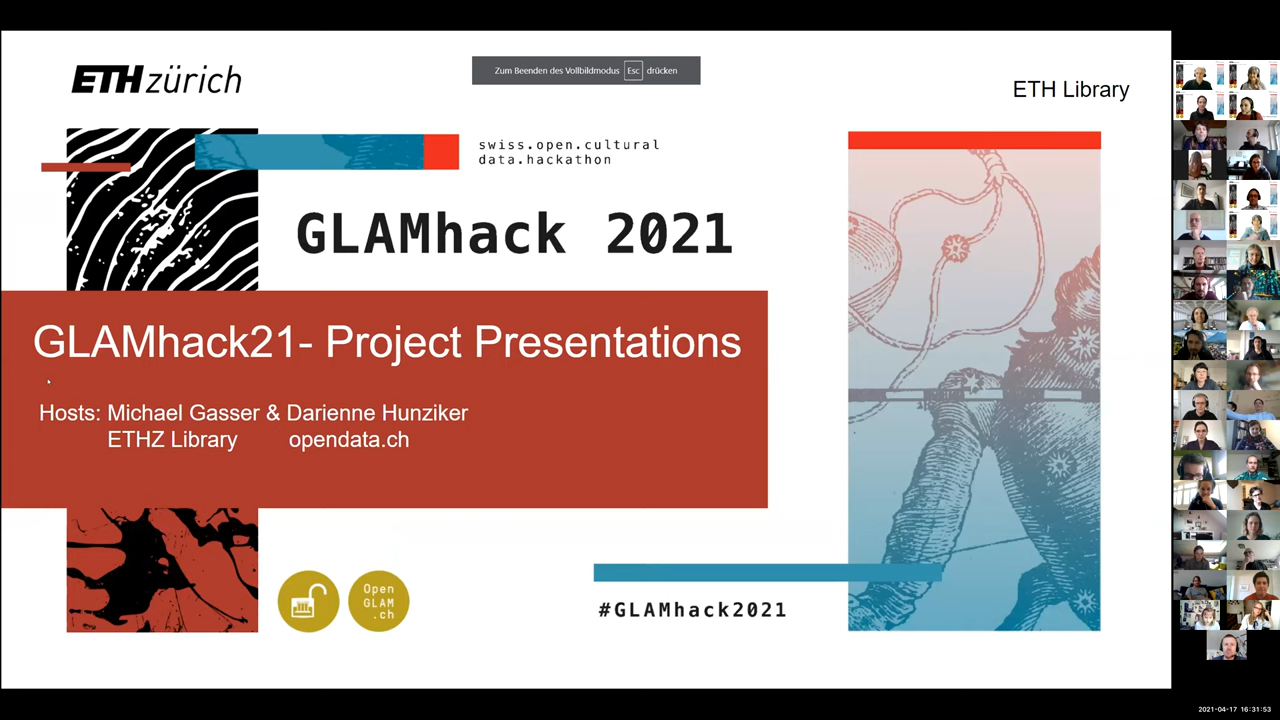 ETH zürich
Zum Beenden des Vollbildmodus Esc drücken
ETH Library
swiss.open.cultural
data.hackathon
GLAMhack 2021
GLAMhack21- Project Presentations
Hosts: Michael Gasser & Darienne Hunziker
ETHZ Library opendata.ch
Open
GLAM
.ch
#GLAMhack2021
2021-04-17 16:31:53